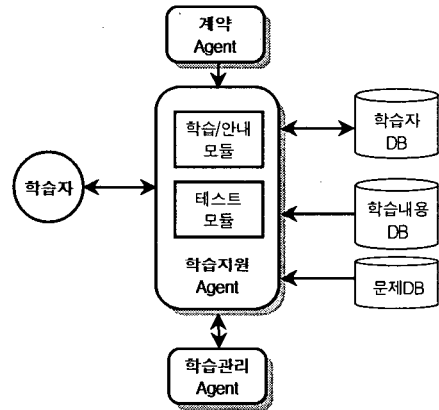 계약
Agent
학습/안내
모듈
테스트
모듈
학습지원
Agent
학습자
학습자
DB
학습내용
DB
문제DB
학습관리
Agent